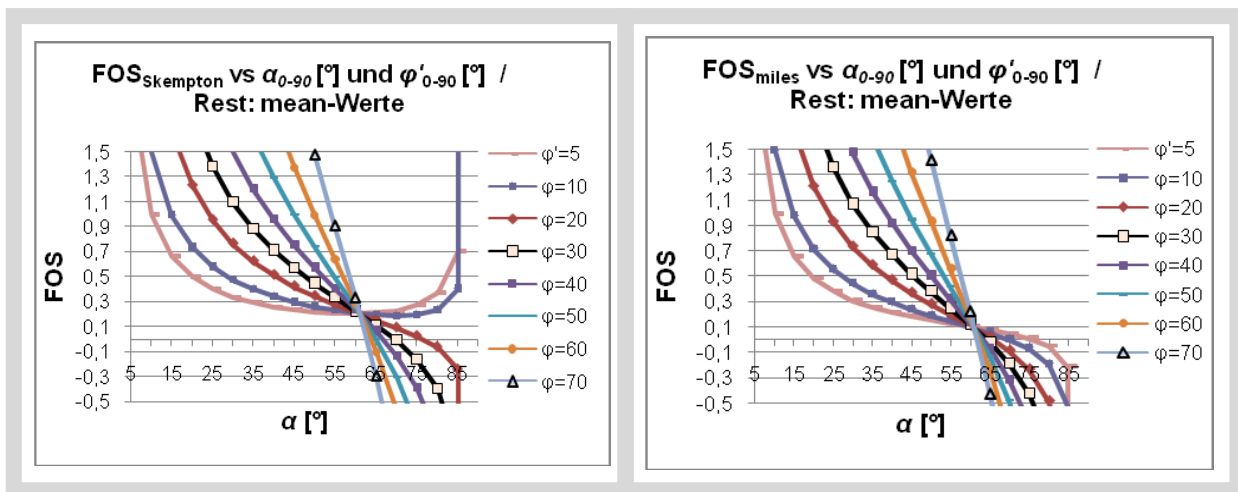 FOSSkempton vs α0-90 [°] und φ'0-90 [°] /
Rest: mean-Werte
1,5
1,3
1,1
0,9
0,7
0,5
0,3
0,1
-0,1
-0,3
-0,5
FOS
5 15 25 35 45 55 65 75 85
α [°]
φ'=5
φ=10
φ=20
φ=30
φ=40
φ=50
φ=60
φ=70
FOSmiles vs α0-90 [°] und φ'0-90 [°] /
Rest: mean-Werte
1,5
1,3
1,1
0,9
0,7
0,5
0,3
0,1
-0,1
-0,3
-0,5
FOS
5 15 25 35 45 55 65 75 85
α [°]
φ'=5
φ=10
φ=20
φ=30
φ=40
φ=50
φ=60
φ=70